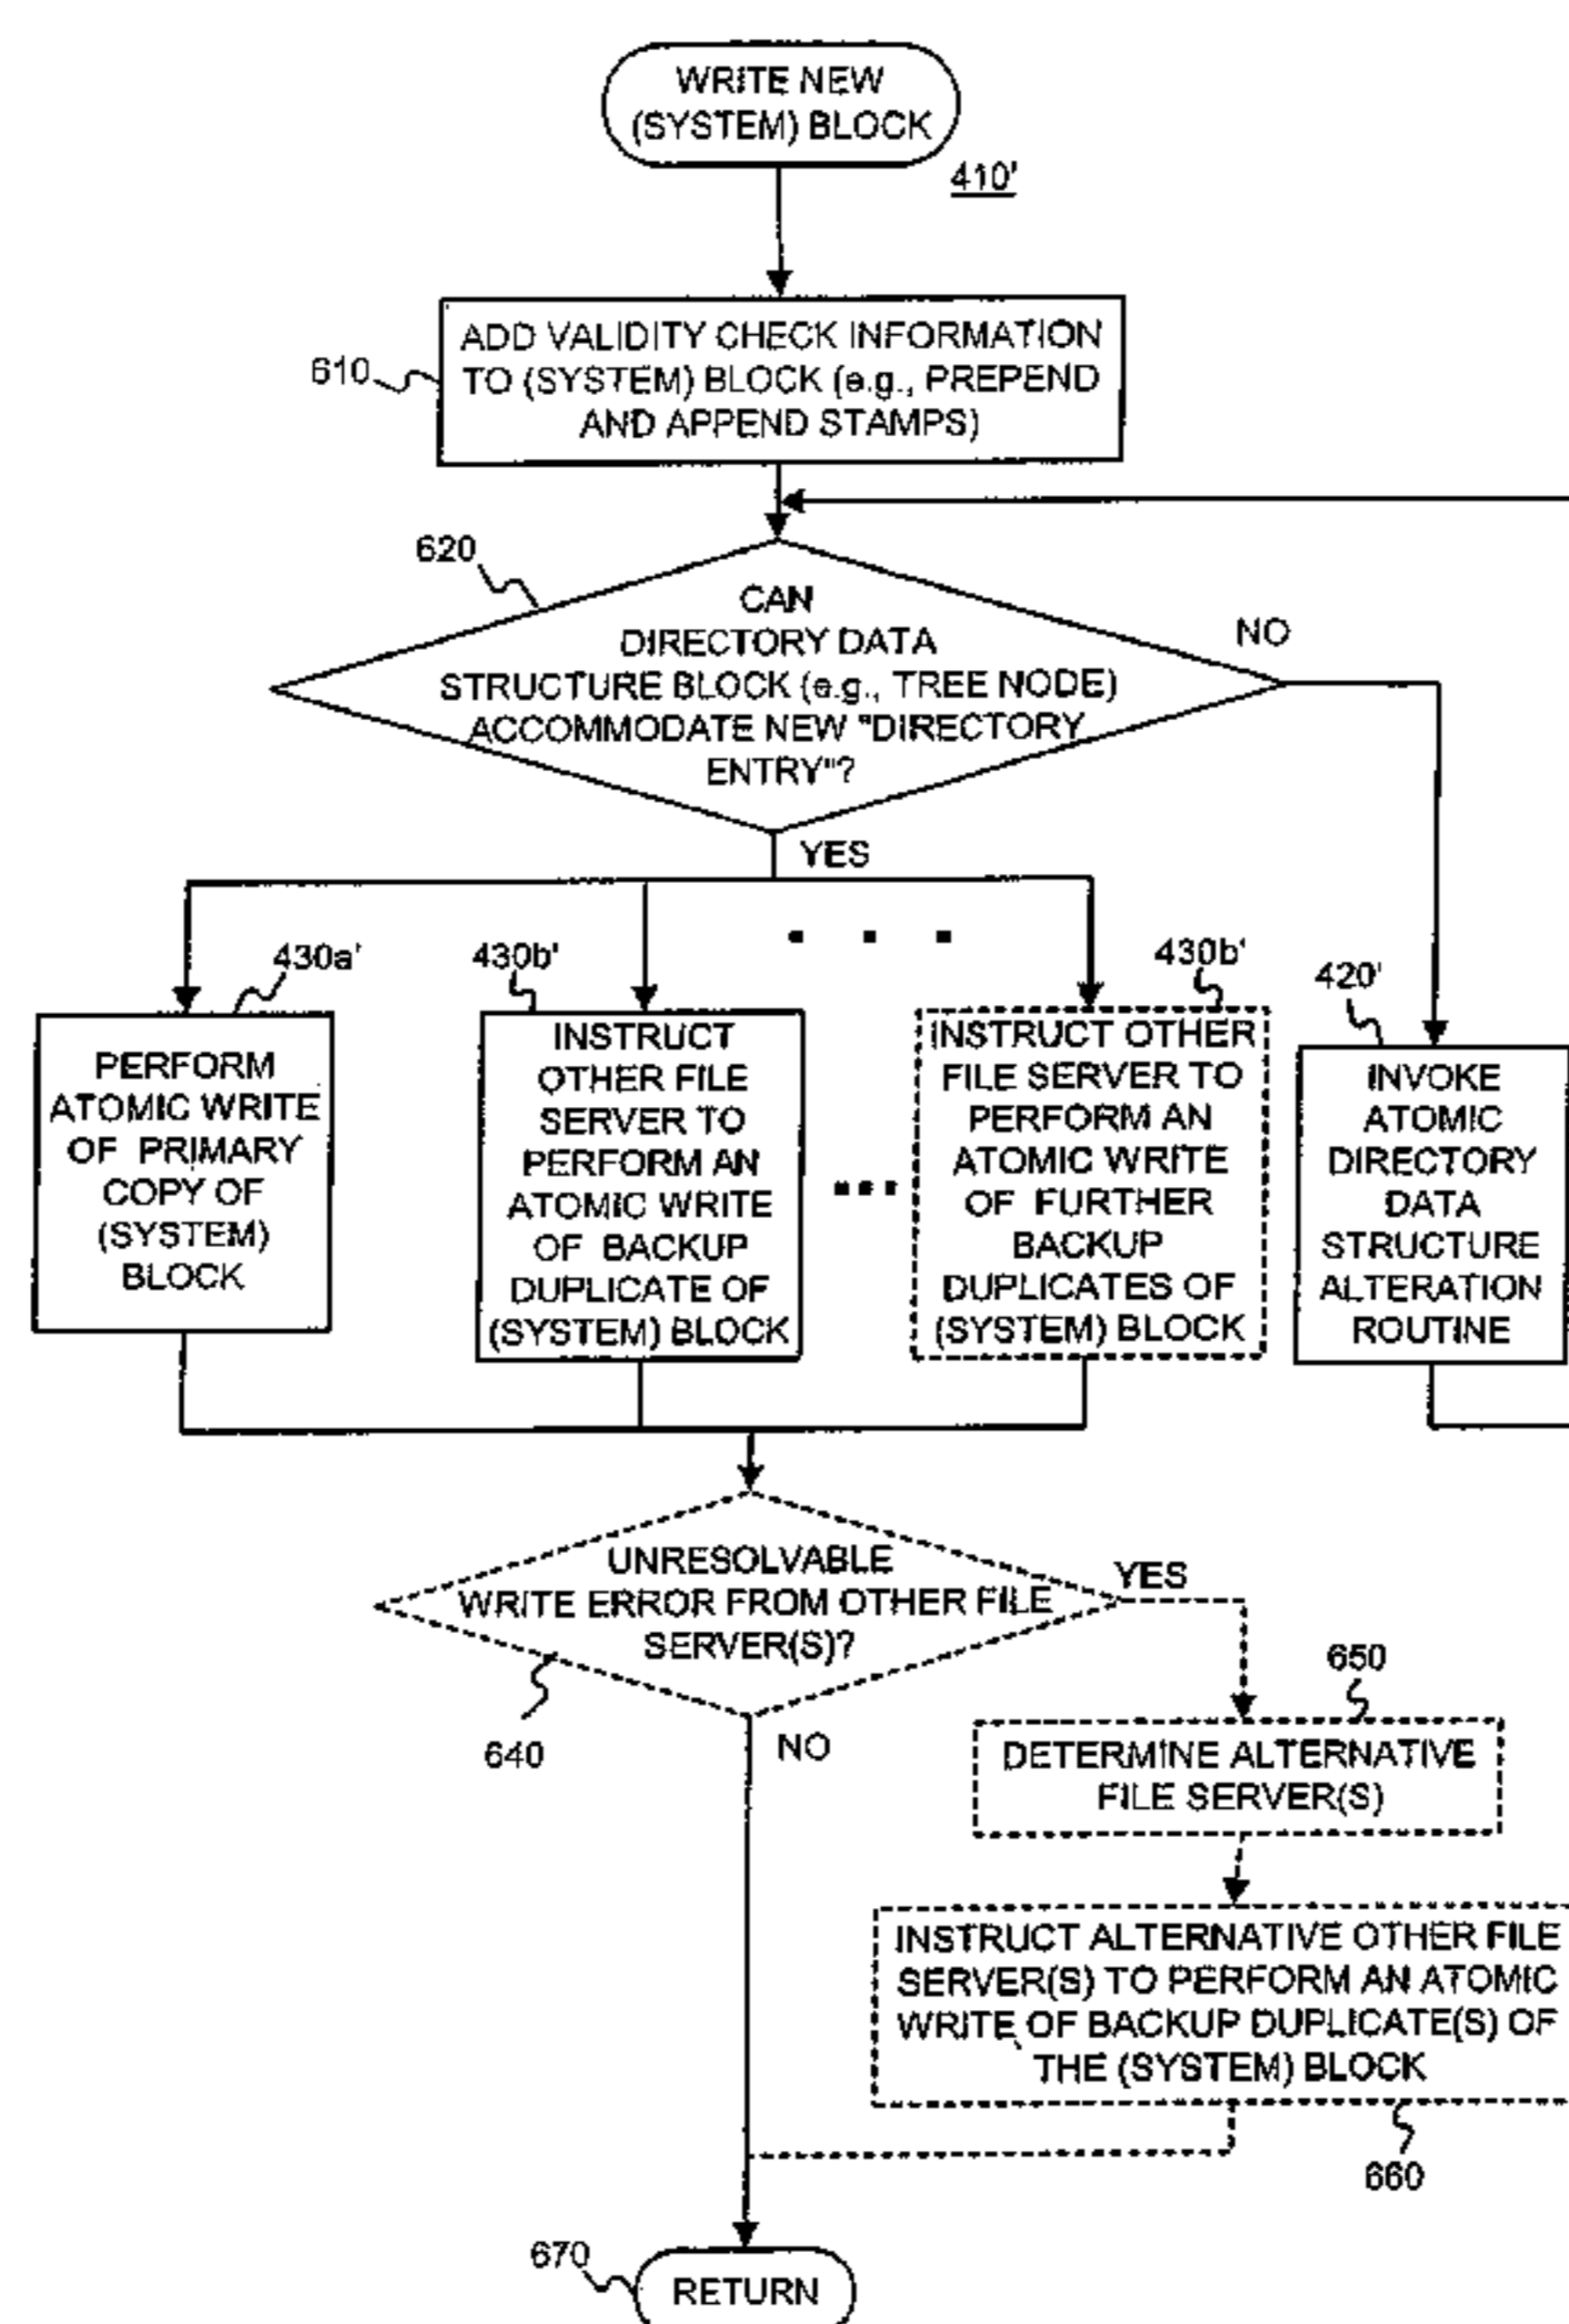 WRITE NEW
(SYSTEM) BLOCK
410'
610
ADD VALIDITY CHECK INFORMATION
TO (SYSTEM) BLOCK (e.g., PREPEND
AND APPEND STAMPS)
620
CAN
DIRECTORY DATA
STRUCTURE BLOCK (e.g., TREE NODE)
ACCOMMODATE NEW "DIRECTORY
ENTRY"?
NO
YES
430a'
PERFORM
ATOMIC WRITE
OF PRIMARY
COPY OF
(SYSTEM)
BLOCK
430b'
INSTRUCT
OTHER FILE
SERVER TO
PERFORM AN
ATOMIC WRITE
OF BACKUP
DUPLICATE OF
(SYSTEM) BLOCK
430b'
INSTRUCT OTHER
FILE SERVER TO
PERFORM AN
ATOMIC WRITE
OF FURTHER
BACKUP
DUPLICATES OF
(SYSTEM) BLOCK
420'
INVOKE
ATOMIC
DIRECTORY
DATA
STRUCTURE
ALTERATION
ROUTINE
UNRESOLVABLE
WRITE ERROR FROM OTHER FILE
SERVER(S)?
640
YES
NO
650
DETERMINE ALTERNATIVE
FILE SERVER(S)
INSTRUCT ALTERNATIVE OTHER FILE
SERVER(S) TO PERFORM AN ATOMIC
WRITE OF BACKUP DUPLICATE(S) OF
THE (SYSTEM) BLOCK
660
670
RETURN